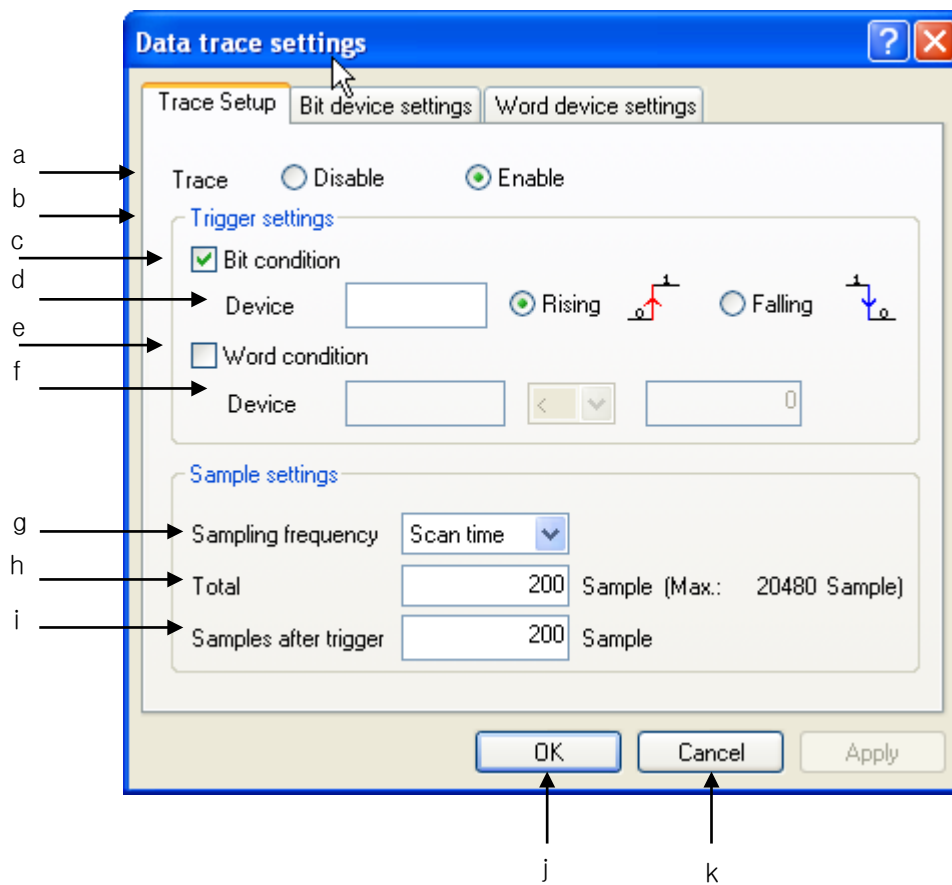 Data trace settings
Trace Setup Bit device settings Word device settings
a
Trace Disable Enable
b
Trigger settings
c
Bit condition
d
Device Rising 0 1 Falling 1 0
e
Word condition
f
Device < 0
Sample settings
g
Sampling frequency Scan time
h
Total 200 Sample (Max.: 20480 Sample)
i
Samples after trigger 200 Sample
OK Cancel Apply
j k